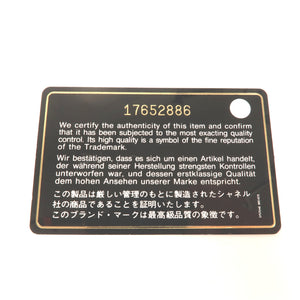 17652886
We certify the authenticity of this item and confirm
that it has been subjected to the most exacting quality
control. Its high quality is a symbol of the fine reputation
of the Trademark.
Wir bestätigen, dass es sich um einen Artikel handelt,
der während seiner Herstellung strengsten Kontrollen
unterworfen war, und dessen erstklassige Qualität
dem hohen Ansehen unserer Marke entspricht.
この製品は厳しい管理のもとに製造されたシャネル
社の商品であることを証明いたします。
このブランド・マークは最高級品質の象徴です。